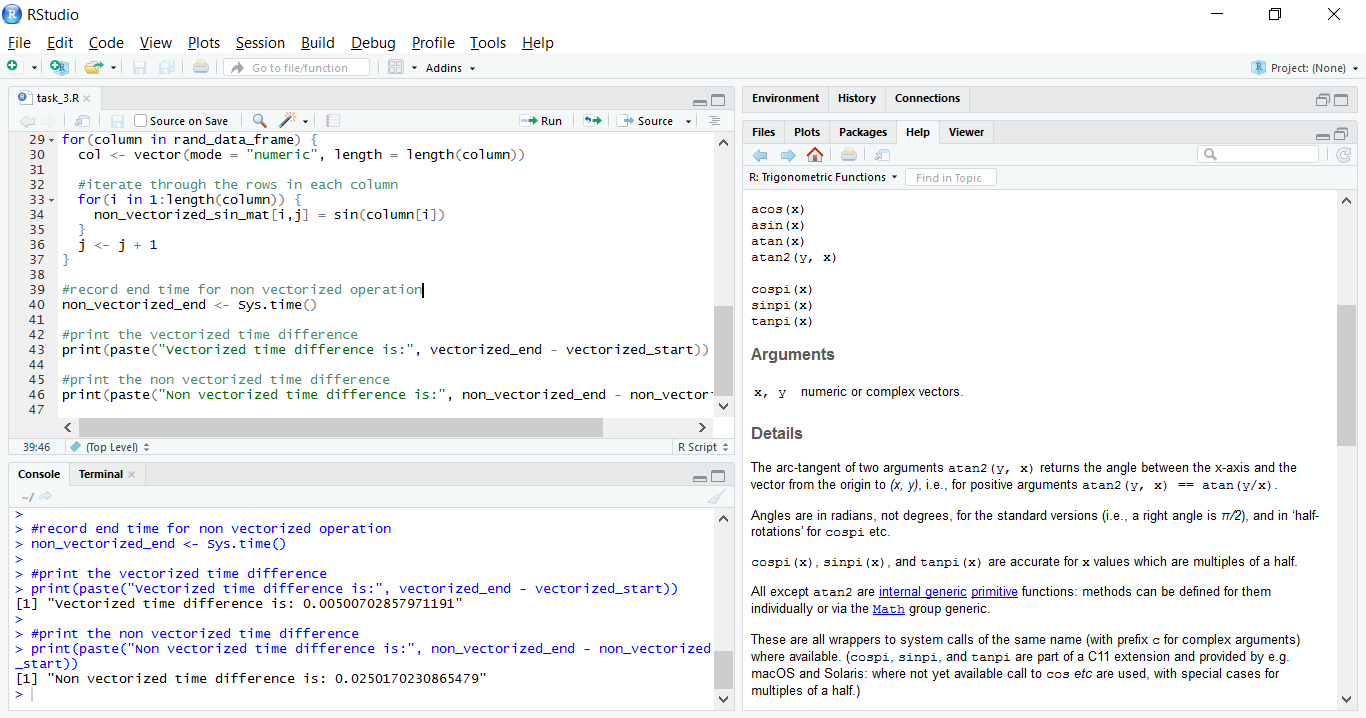 RStudio
File Edit Code View Plots Session Build Debug Profile Tools Help
Go to file/function Addins Project: (None)
task_3.R
Source on Save Run Source
29 for(column in rand_data_frame) {
30 col <- vector(mode = "numeric", length = length(column))
31
32 #iterate through the rows in each column
33 for(i in 1:length(column)) {
34 non_vectorized_sin_mat[i,j] = sin(column[i])
35 }
36 j <- j + 1
37 }
38
39 #record end time for non vectorized operation
40 non_vectorized_end <- Sys.time()
41
42 #print the vectorized time difference
43 print(paste("Vectorized time difference is:", vectorized_end - vectorized_start))
44
45 #print the non vectorized time difference
46 print(paste("Non vectorized time difference is:", non_vectorized_end - non_vector
47
39:46 (Top Level) R Script
Console Terminal
~/
>
> #record end time for non vectorized operation
> non_vectorized_end <- Sys.time()
>
> #print the vectorized time difference
> print(paste("Vectorized time difference is:", vectorized_end - vectorized_start))
[1] "Vectorized time difference is: 0.00500702857971191"
>
> #print the non vectorized time difference
> print(paste("Non vectorized time difference is:", non_vectorized_end - non_vectorized
_start))
[1] "Non vectorized time difference is: 0.0250170230865479"
>
Environment History Connections
Files Plots Packages Help Viewer
R: Trigonometric Functions Find in Topic
acos(x)
asin(x)
atan(x)
atan2(y, x)
cospi(x)
sinpi(x)
tanpi(x)
Arguments
x, y numeric or complex vectors.
Details
The arc-tangent of two arguments atan2(y, x) returns the angle between the x-axis and the
vector from the origin to (x, y), i.e., for positive arguments atan2(y, x) == atan(y/x).
Angles are in radians, not degrees, for the standard versions (i.e., a right angle is π/2), and in ‘half-
rotations’ for cospi etc.
cospi(x), sinpi(x), and tanpi(x) are accurate for x values which are multiples of a half.
All except atan2 are internal generic primitive functions: methods can be defined for them
individually or via the Math group generic.
These are all wrappers to system calls of the same name (with prefix c for complex arguments)
where available. (cospi, sinpi, and tanpi are part of a C11 extension and provided by e.g.
macOS and Solaris: where not yet available call to cos etc are used, with special cases for
multiples of a half.)